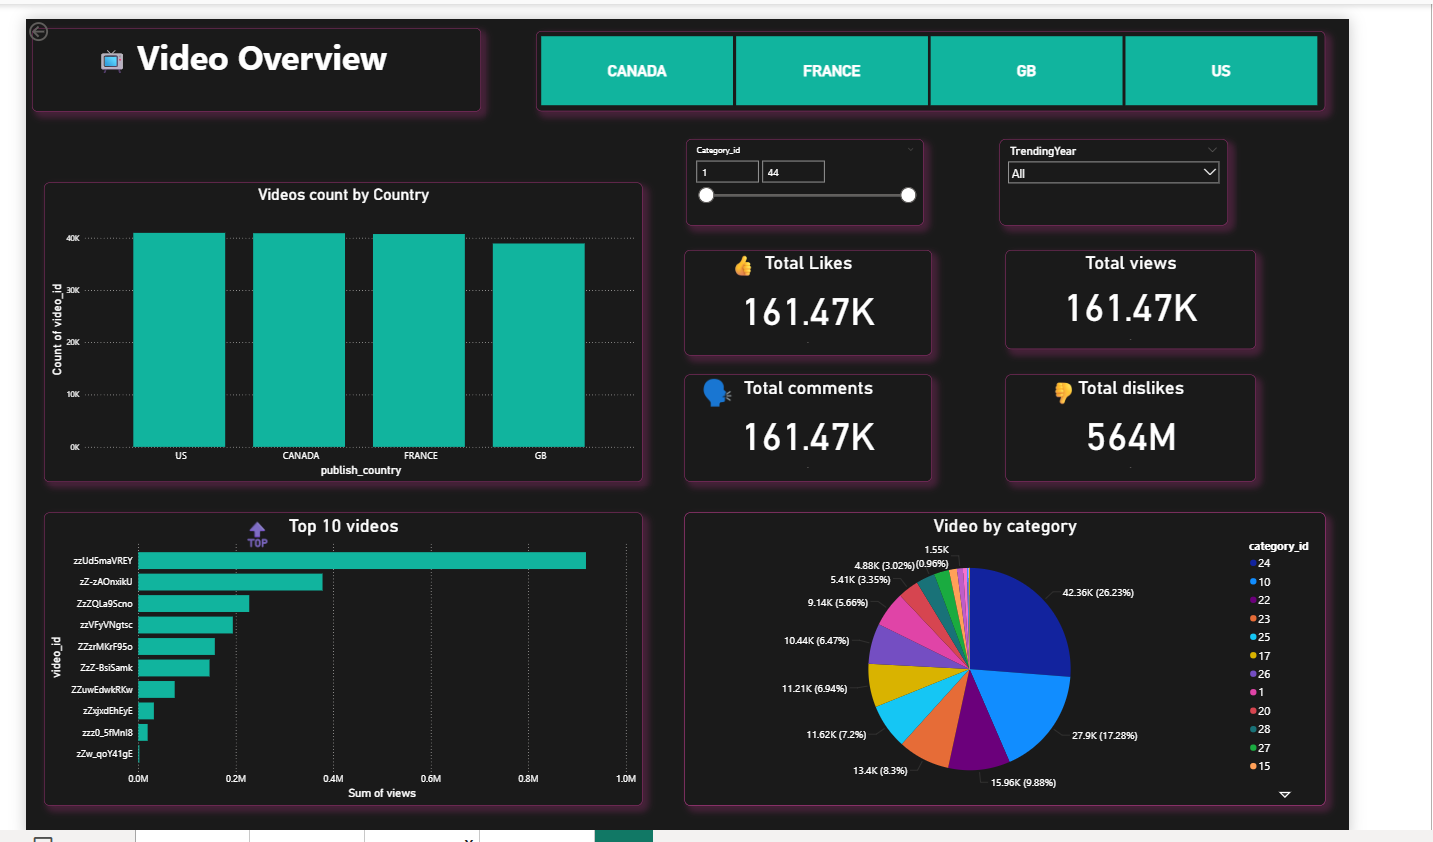 Video Overview
CANADA
FRANCE
GB
US
Category_id
1
44
TrendingYear
All
Videos count by Country
Count of video_id
40K
30K
20K
10K
0K
US
CANADA
FRANCE
GB
publish_country
Total Likes
161.47K
Total views
161.47K
Total comments
161.47K
Total dislikes
564M
TOP
Top 10 videos
video_id
zzUd5maVREY
zZ-zAOnxikU
ZzZQLa9Scno
zzVFyVNgtsc
ZZzrMKrF95o
ZzZ-BsiSamk
ZZuwEdwkRKw
zZxjxdEhEyE
zzz0_5fMnI8
zZw_qoY41gE
0.0M
0.2M
0.4M
0.6M
0.8M
1.0M
Sum of views
Video by category
42.36K (26.23%)
27.9K (17.28%)
15.96K (9.88%)
13.4K (8.3%)
11.62K (7.2%)
11.21K (6.94%)
10.44K (6.47%)
9.14K (5.66%)
5.41K (3.35%)
4.88K (3.02%)
1.55K
(0.96%)
category_id
24
10
22
23
25
17
26
1
20
28
27
15